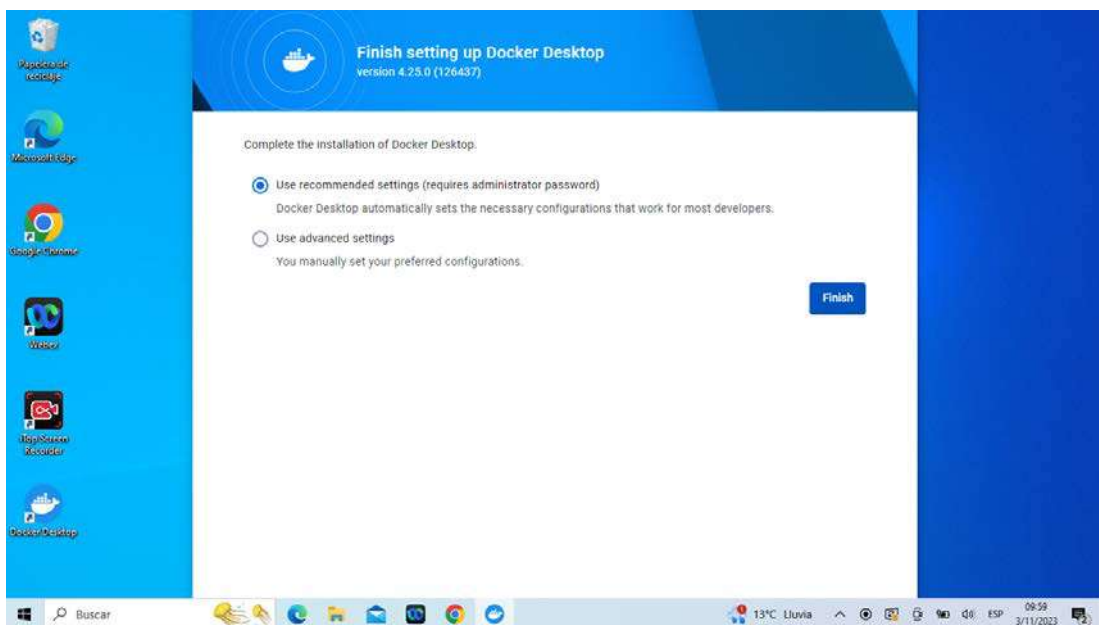 Papelera de
reciclaje
Microsoft Edge
Google Chrome
Webex
Recorder
Docker Desktop
Finish setting up Docker Desktop
version 4.25.0 (126437)
Complete the installation of Docker Desktop.
Use recommended settings (requires administrator password)
Docker Desktop automatically sets the necessary configurations that work for most developers.
Use advanced settings
You manually set your preferred configurations.
Finish
Buscar
13°C Lluvia
ESP
09:59
3/11/2023
2